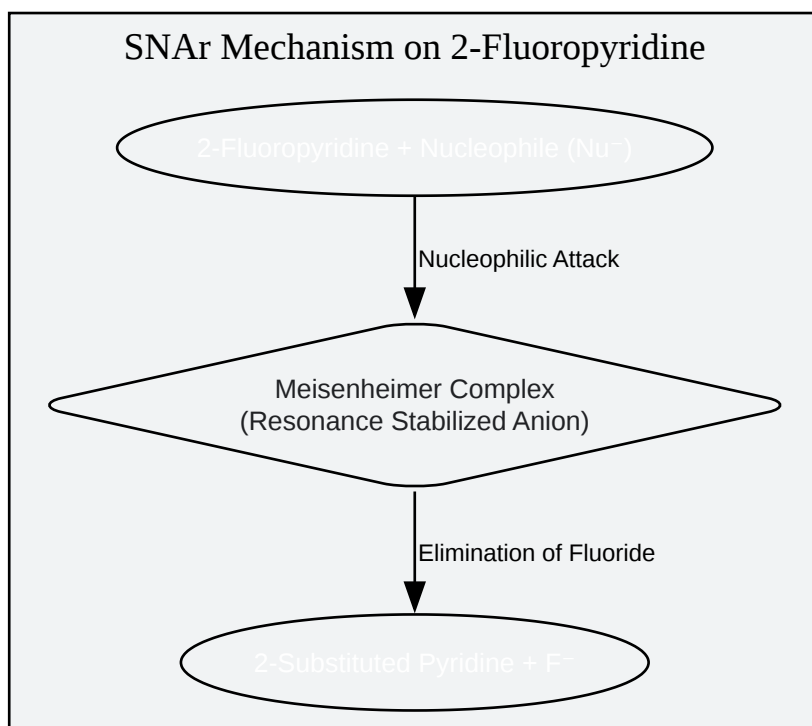 SNAr Mechanism on 2-Fluoropyridine
2-Fluoropyridine + Nucleophile (Nu⁻)
Nucleophilic Attack
Meisenheimer Complex
(Resonance Stabilized Anion)
Elimination of Fluoride
2-Substituted Pyridine + F⁻